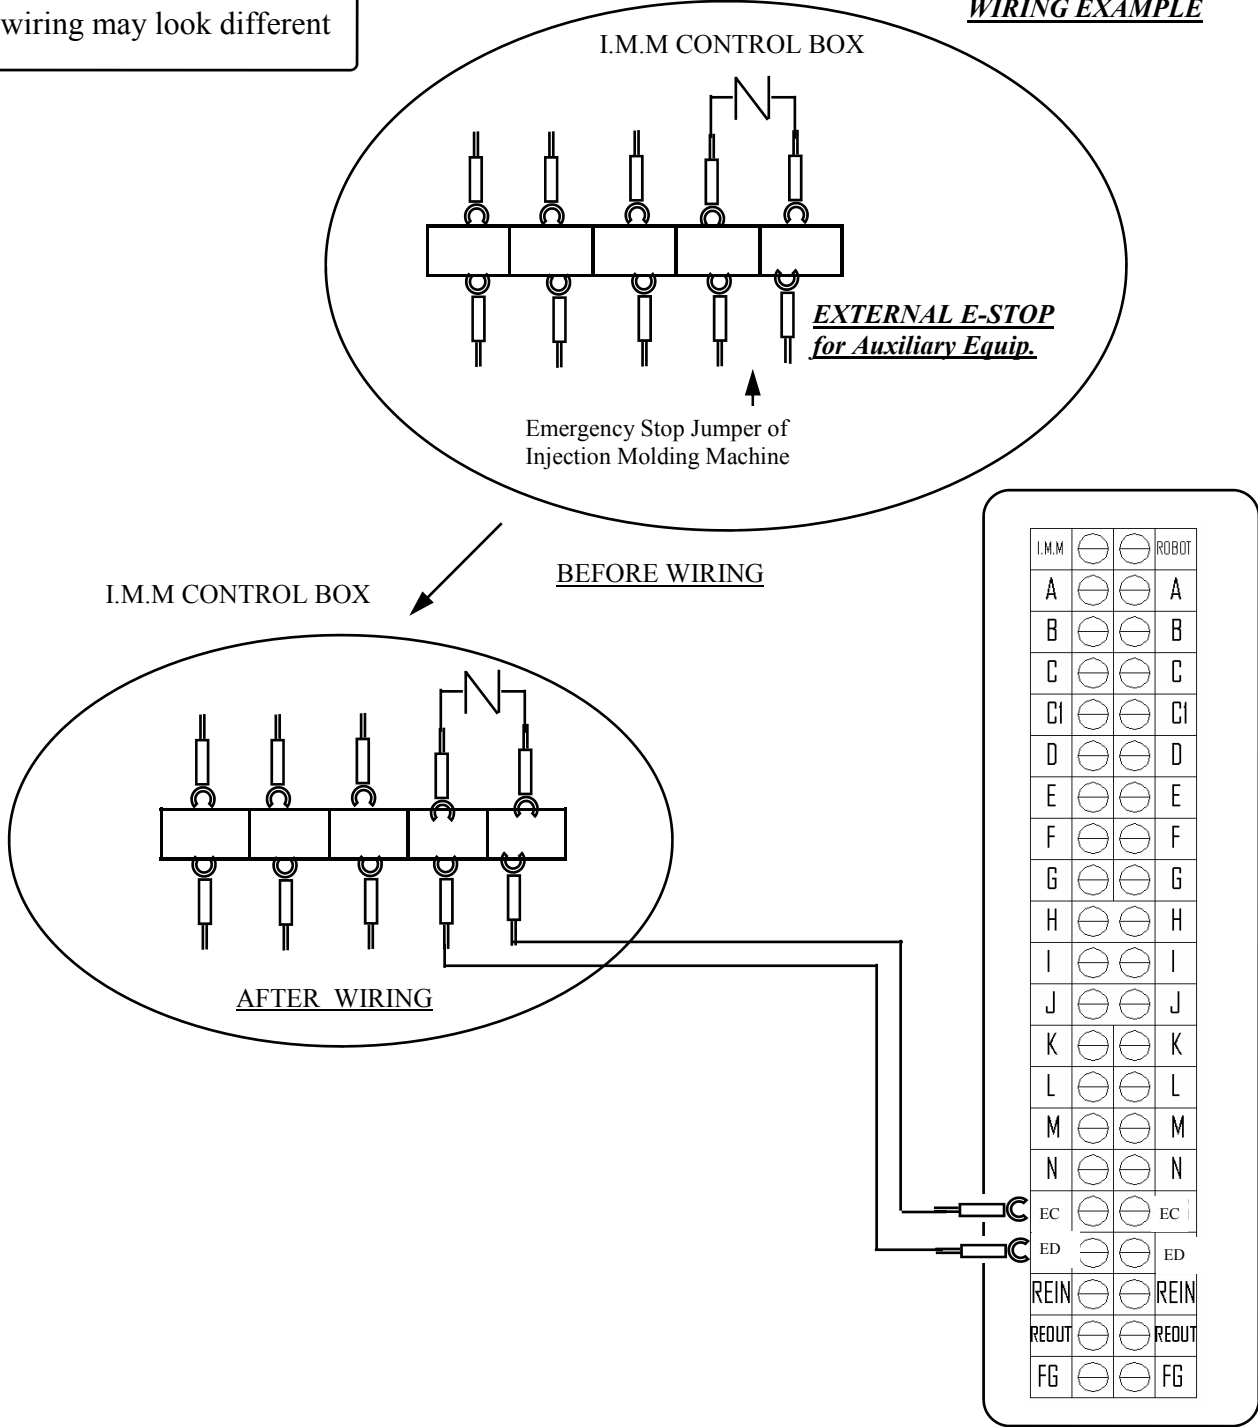 wiring may look different
WIRING EXAMPLE
I.M.M CONTROL BOX
EXTERNAL E-STOP
for Auxiliary Equip.
Emergency Stop Jumper of
Injection Molding Machine
BEFORE WIRING
I.M.M CONTROL BOX
AFTER WIRING
I.M.M ROBOT
A A
B B
C C
C1 C1
D D
E E
F F
G G
H H
I I
J J
K K
L L
M M
N N
EC EC
ED ED
REIN REIN
REOUT REOUT
FG FG